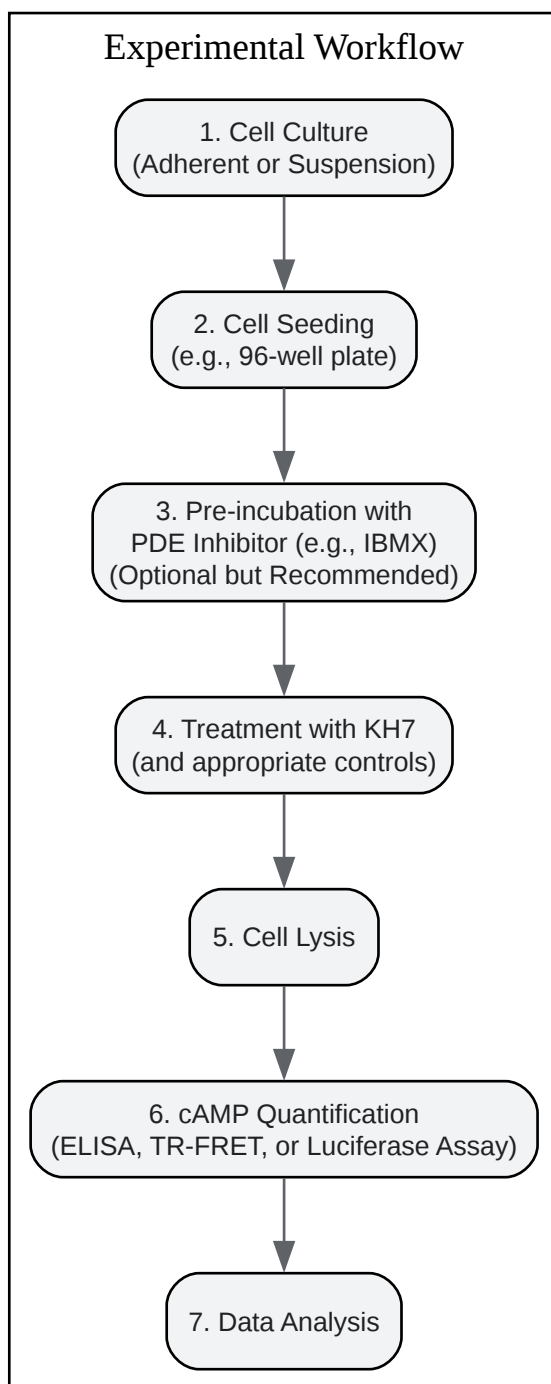 Experimental Workflow
1. Cell Culture
(Adherent or Suspension)
2. Cell Seeding
(e.g., 96-well plate)
3. Pre-incubation with
PDE Inhibitor (e.g., IBMX)
(Optional but Recommended)
4. Treatment with KH7
(and appropriate controls)
5. Cell Lysis
6. cAMP Quantification
(ELISA, TR-FRET, or Luciferase Assay)
7. Data Analysis